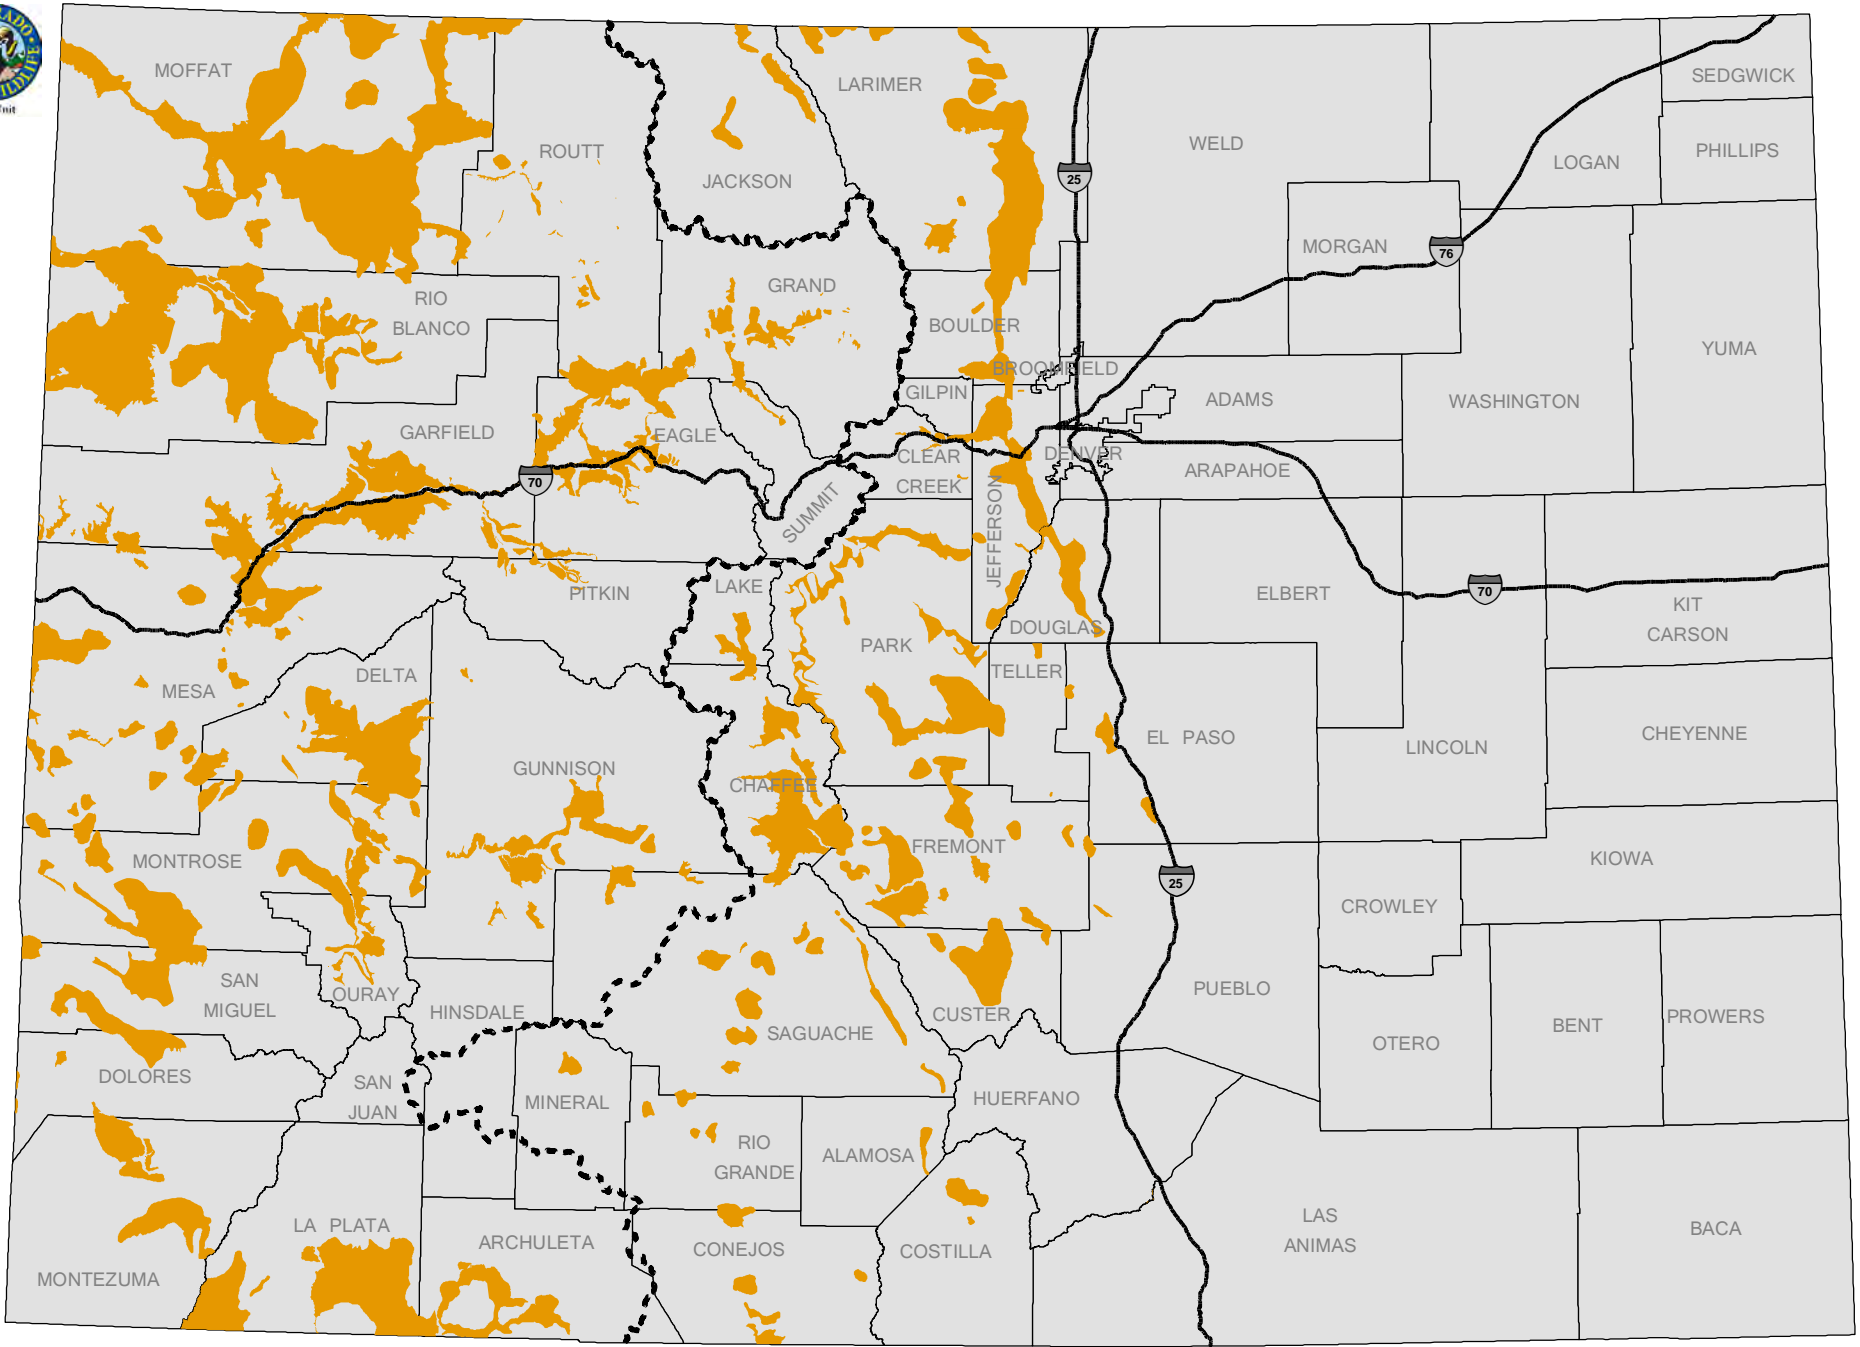 RADO
WILDLIFE
Unit
MOFFAT
LARIMER
SEDGWICK
ROUTT
WELD
PHILLIPS
LOGAN
JACKSON
25
MORGAN
76
GRAND
RIO
BLANCO
BOULDER
YUMA
BROOMFIELD
GILPIN
ADAMS
WASHINGTON
GARFIELD
EAGLE
CLEAR
CREEK
DENVER
ARAPAHOE
70
SUMMIT
JEFFERSON
PITKIN
LAKE
ELBERT
70
KIT
CARSON
DOUGLAS
PARK
DELTA
TELLER
MESA
EL PASO
CHEYENNE
LINCOLN
GUNNISON
CHAFFEE
FREMONT
MONTROSE
KIOWA
25
CROWLEY
SAN
MIGUEL
OURAY
PUEBLO
HINSDALE
CUSTER
PROWERS
BENT
SAGUACHE
OTERO
DOLORES
SAN
JUAN
MINERAL
HUERFANO
RIO
GRANDE
ALAMOSA
LA PLATA
LAS
ANIMAS
BACA
ARCHULETA
CONEJOS
COSTILLA
MONTEZUMA